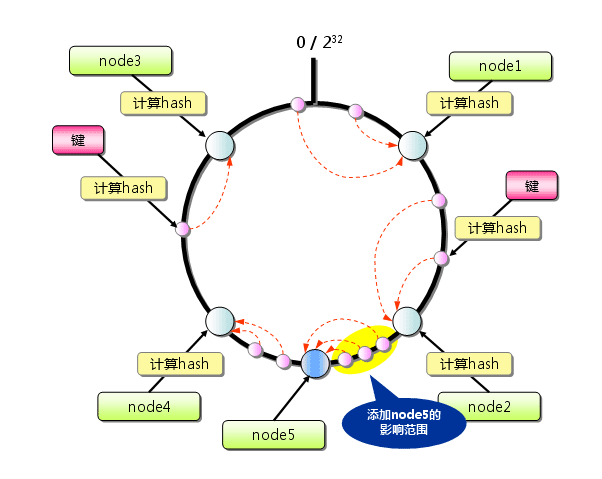 0 / 2³²
node3
node1
计算hash
计算hash
键
键
计算hash
计算hash
计算hash
计算hash
node4
node2
添加node5的
影响范围
node5